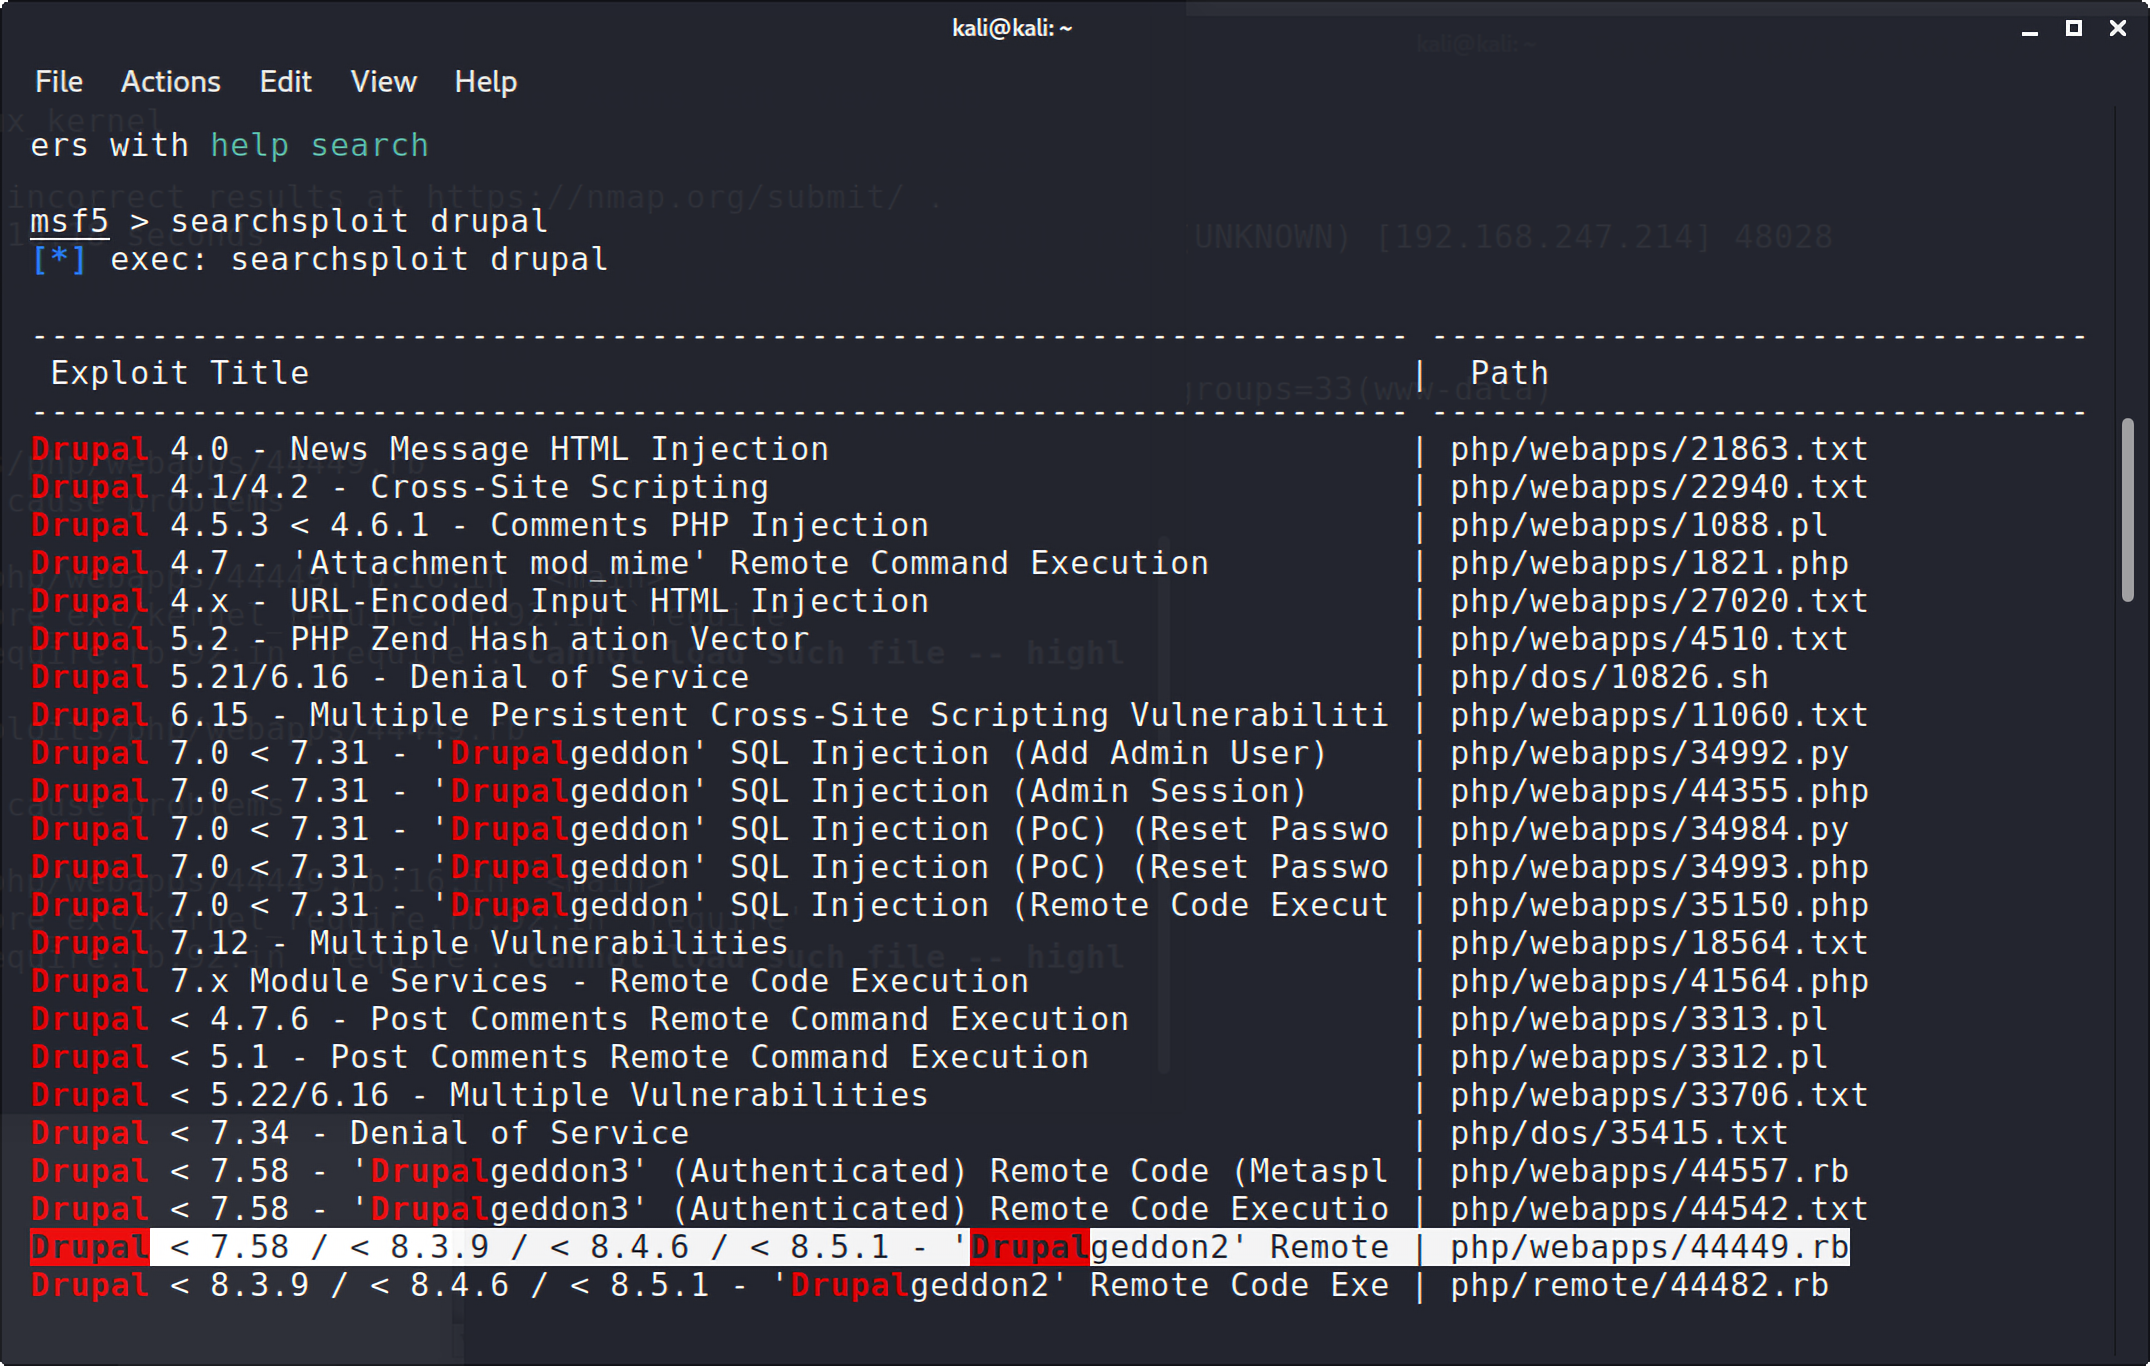 kali@kali: ~
File Actions Edit View Help
ers with help search
msf5 > searchsploit drupal
[*] exec: searchsploit drupal
---------------------------------------------------------------------- ---------------------------------
Exploit Title | Path
---------------------------------------------------------------------- ---------------------------------
Drupal 4.0 - News Message HTML Injection | php/webapps/21863.txt
Drupal 4.1/4.2 - Cross-Site Scripting | php/webapps/22940.txt
Drupal 4.5.3 < 4.6.1 - Comments PHP Injection | php/webapps/1088.pl
Drupal 4.7 - 'Attachment mod_mime' Remote Command Execution | php/webapps/1821.php
Drupal 4.x - URL-Encoded Input HTML Injection | php/webapps/27020.txt
Drupal 5.2 - PHP Zend Hash ation Vector | php/webapps/4510.txt
Drupal 5.21/6.16 - Denial of Service | php/dos/10826.sh
Drupal 6.15 - Multiple Persistent Cross-Site Scripting Vulnerabiliti | php/webapps/11060.txt
Drupal 7.0 < 7.31 - 'Drupalgeddon' SQL Injection (Add Admin User) | php/webapps/34992.py
Drupal 7.0 < 7.31 - 'Drupalgeddon' SQL Injection (Admin Session) | php/webapps/44355.php
Drupal 7.0 < 7.31 - 'Drupalgeddon' SQL Injection (PoC) (Reset Passwo | php/webapps/34984.py
Drupal 7.0 < 7.31 - 'Drupalgeddon' SQL Injection (PoC) (Reset Passwo | php/webapps/34993.php
Drupal 7.0 < 7.31 - 'Drupalgeddon' SQL Injection (Remote Code Execut | php/webapps/35150.php
Drupal 7.12 - Multiple Vulnerabilities | php/webapps/18564.txt
Drupal 7.x Module Services - Remote Code Execution | php/webapps/41564.php
Drupal < 4.7.6 - Post Comments Remote Command Execution | php/webapps/3313.pl
Drupal < 5.1 - Post Comments Remote Command Execution | php/webapps/3312.pl
Drupal < 5.22/6.16 - Multiple Vulnerabilities | php/webapps/33706.txt
Drupal < 7.34 - Denial of Service | php/dos/35415.txt
Drupal < 7.58 - 'Drupalgeddon3' (Authenticated) Remote Code (Metaspl | php/webapps/44557.rb
Drupal < 7.58 - 'Drupalgeddon3' (Authenticated) Remote Code Executio | php/webapps/44542.txt
Drupal < 7.58 / < 8.3.9 / < 8.4.6 / < 8.5.1 - 'Drupalgeddon2' Remote | php/webapps/44449.rb
Drupal < 8.3.9 / < 8.4.6 / < 8.5.1 - 'Drupalgeddon2' Remote Code Exe | php/remote/44482.rb